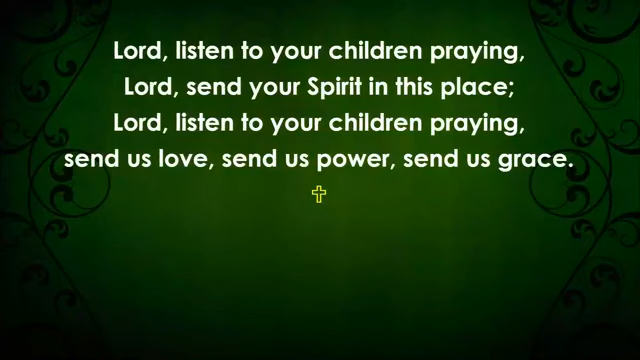 Lord, listen to your children praying,
Lord, send your Spirit in this place;
Lord, listen to your children praying,
send us love, send us power, send us grace.